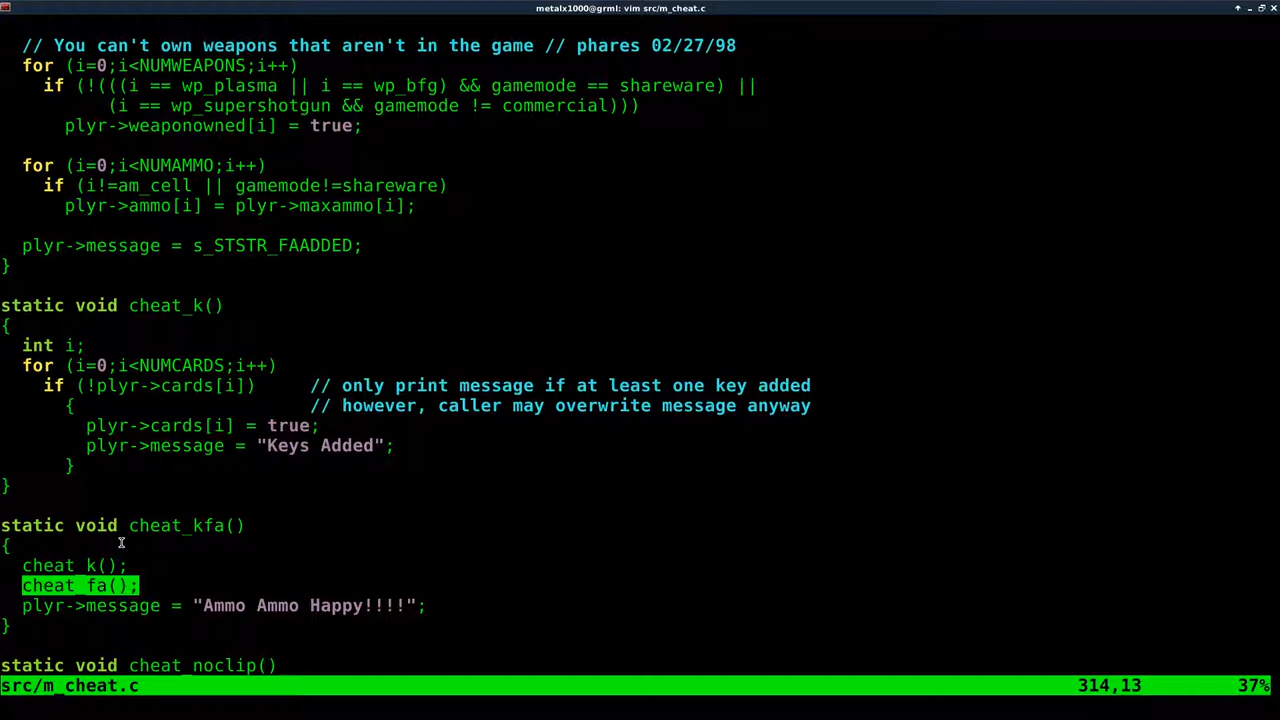 metalx1000@grml: vim src/m_cheat.c
// You can't own weapons that aren't in the game // phares 02/27/98
for (i=0;i<NUMWEAPONS;i++)
if (!(((i == wp_plasma || i == wp_bfg) && gamemode == shareware) ||
(i == wp_supershotgun && gamemode != commercial)))
plyr->weaponowned[i] = true;
for (i=0;i<NUMAMMO;i++)
if (i!=am_cell || gamemode!=shareware)
plyr->ammo[i] = plyr->maxammo[i];
plyr->message = s_STSTR_FAADDED;
}
static void cheat_k()
{
int i;
for (i=0;i<NUMCARDS;i++)
if (!plyr->cards[i]) // only print message if at least one key added
{ // however, caller may overwrite message anyway
plyr->cards[i] = true;
plyr->message = "Keys Added";
}
}
static void cheat_kfa()
{
cheat_k();
cheat_fa();
plyr->message = "Ammo Ammo Happy!!!!";
}
static void cheat_noclip()
src/m_cheat.c 314,13 37%